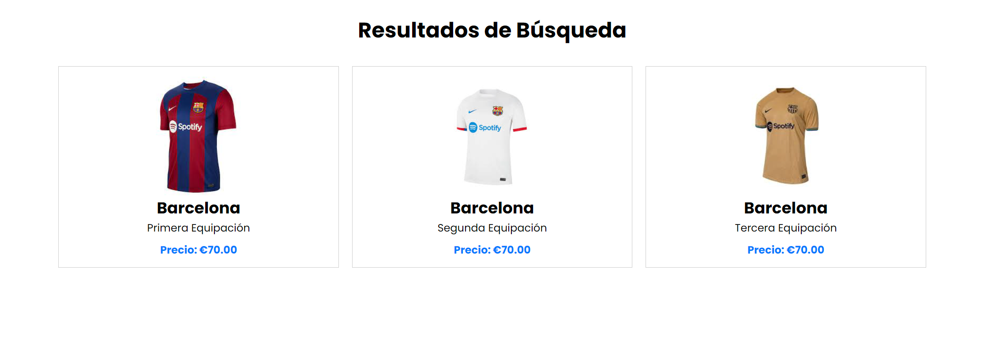 Resultados de Búsqueda
Spotify
Barcelona
Primera Equipación
Precio: €70.00
Spotify
Barcelona
Segunda Equipación
Precio: €70.00
Spotify
Barcelona
Tercera Equipación
Precio: €70.00